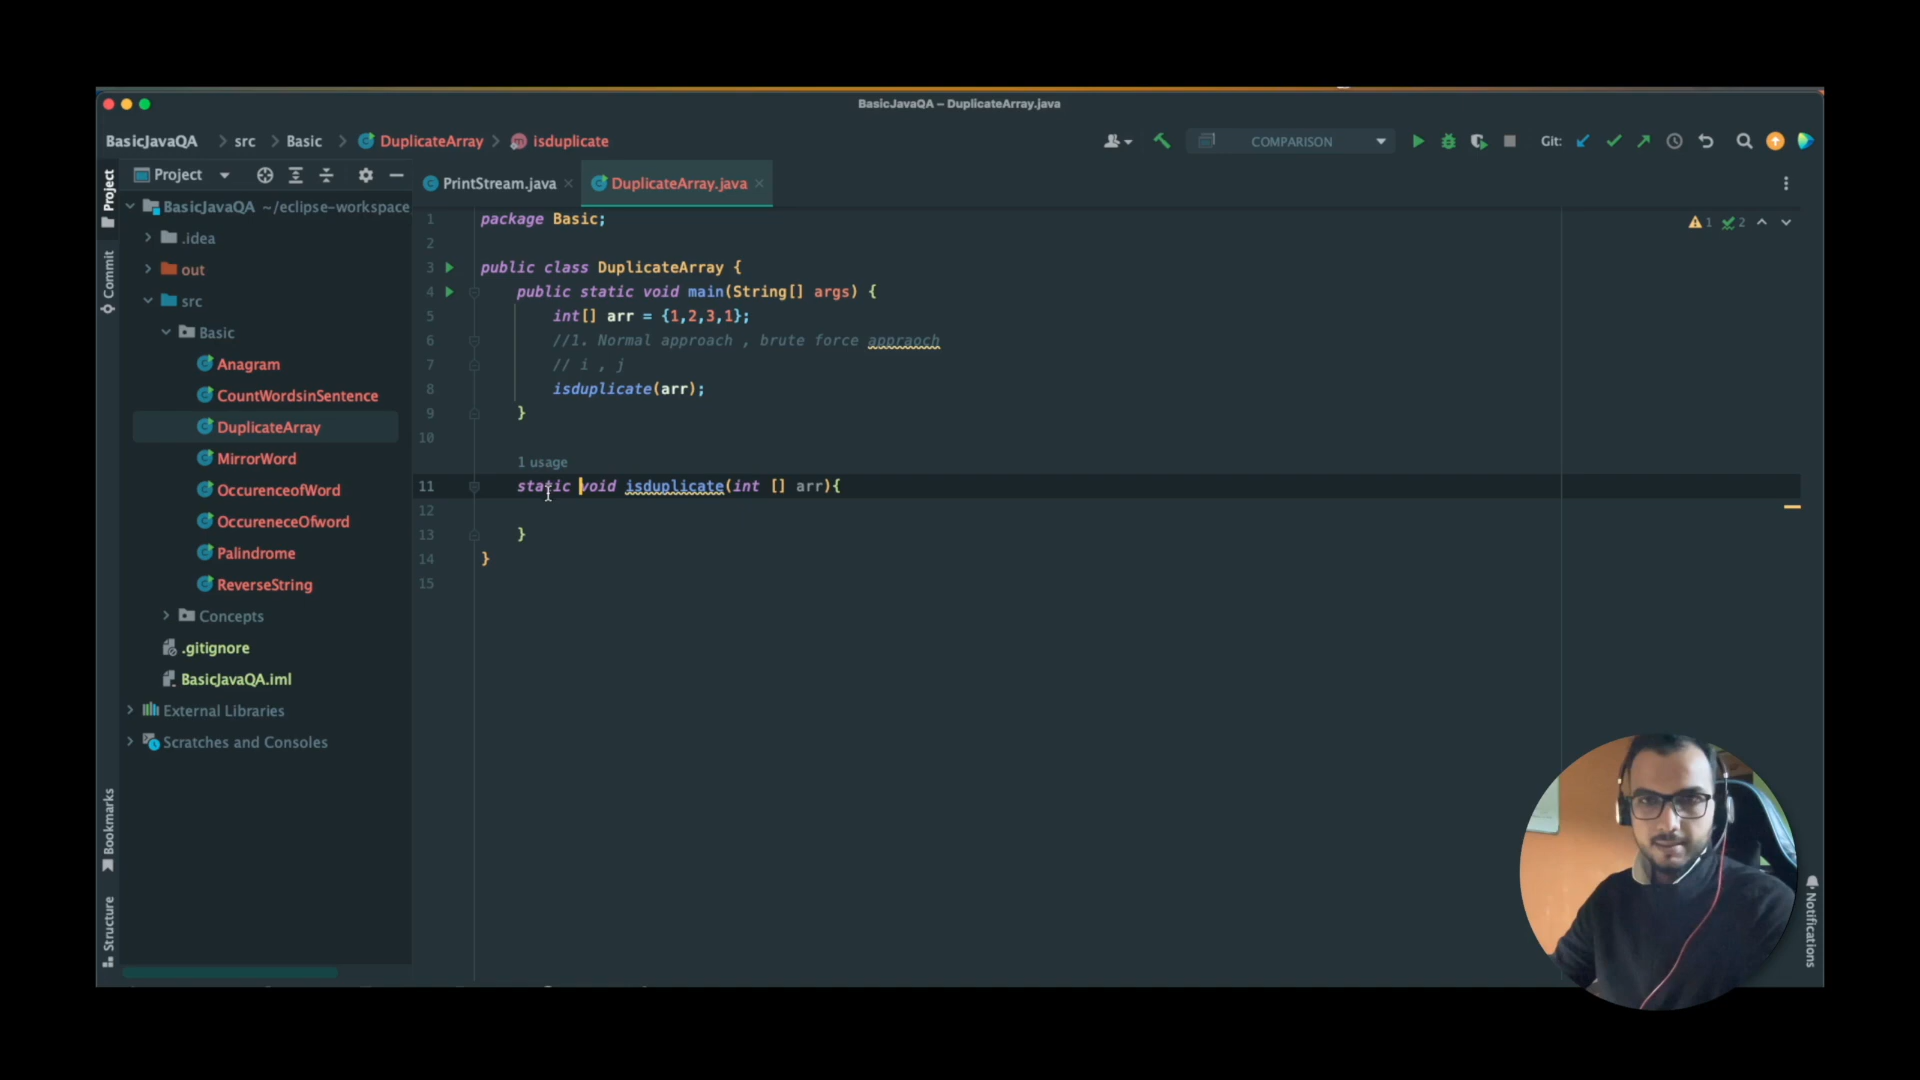 BasicJavaQA – DuplicateArray.java
BasicJavaQA > src > Basic > DuplicateArray > isduplicate
COMPARISON
Git:
Project
Project
Commit
Bookmarks
Structure
BasicJavaQA ~/eclipse-workspace
.idea
out
src
Basic
Anagram
CountWordsinSentence
DuplicateArray
MirrorWord
OccurenceofWord
OccureneceOfword
Palindrome
ReverseString
Concepts
.gitignore
BasicJavaQA.iml
External Libraries
Scratches and Consoles
PrintStream.java
DuplicateArray.java
1 2
1 package Basic;
2
3 public class DuplicateArray {
4 public static void main(String[] args) {
5 int[] arr = {1,2,3,1};
6 //1. Normal approach , brute force appraoch
7 // i , j
8 isduplicate(arr);
9 }
10
1 usage
11 static void isduplicate(int [] arr){
12
13 }
14 }
15
Notifications